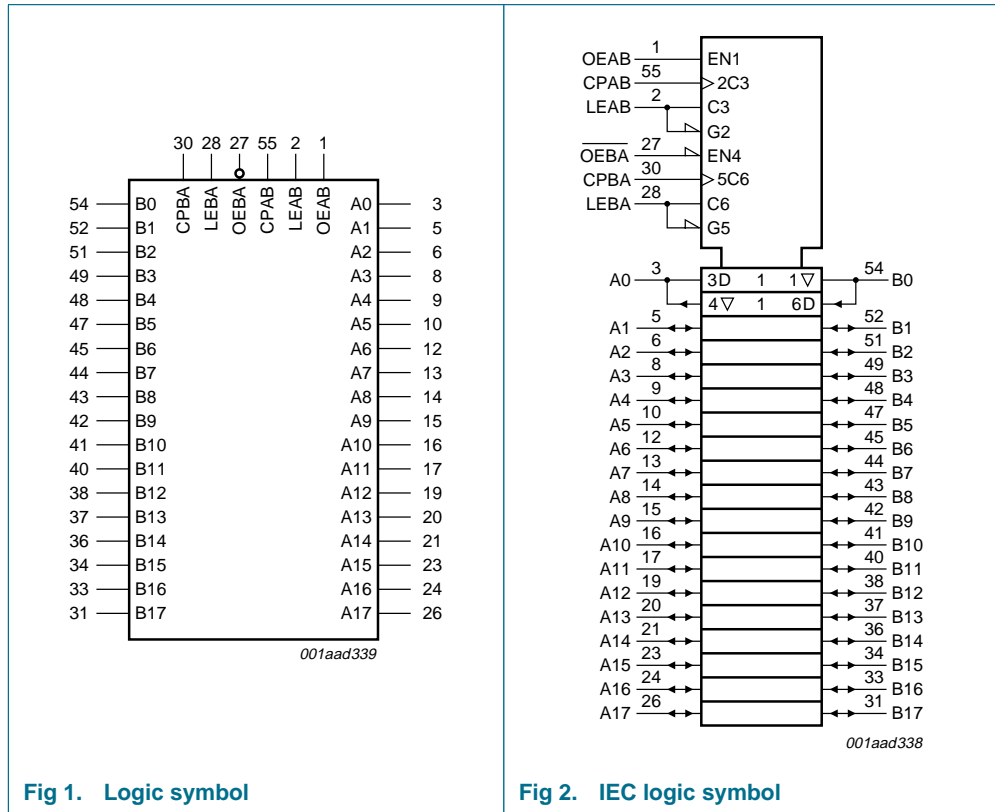 30 28 27 55 2 1
CPBA LEBA OEBA CPAB LEAB OEAB
54 B0 A0 3
52 B1 A1 5
51 B2 A2 6
49 B3 A3 8
48 B4 A4 9
47 B5 A5 10
45 B6 A6 12
44 B7 A7 13
43 B8 A8 14
42 B9 A9 15
41 B10 A10 16
40 B11 A11 17
38 B12 A12 19
37 B13 A13 20
36 B14 A14 21
34 B15 A15 23
33 B16 A16 24
31 B17 A17 26
001aad339
Fig 1. Logic symbol
OEAB 1 EN1
CPAB 55 2C3
LEAB 2 C3
G2
OEBA 27 EN4
CPBA 30 5C6
LEBA 28 C6
G5
A0 3 3D 1 1▽ 54 B0
4▽ 1 6D
A1 5 52 B1
A2 6 51 B2
A3 8 49 B3
A4 9 48 B4
A5 10 47 B5
A6 12 45 B6
A7 13 44 B7
A8 14 43 B8
A9 15 42 B9
A10 16 41 B10
A11 17 40 B11
A12 19 38 B12
A13 20 37 B13
A14 21 36 B14
A15 23 34 B15
A16 24 33 B16
A17 26 31 B17
001aad338
Fig 2. IEC logic symbol